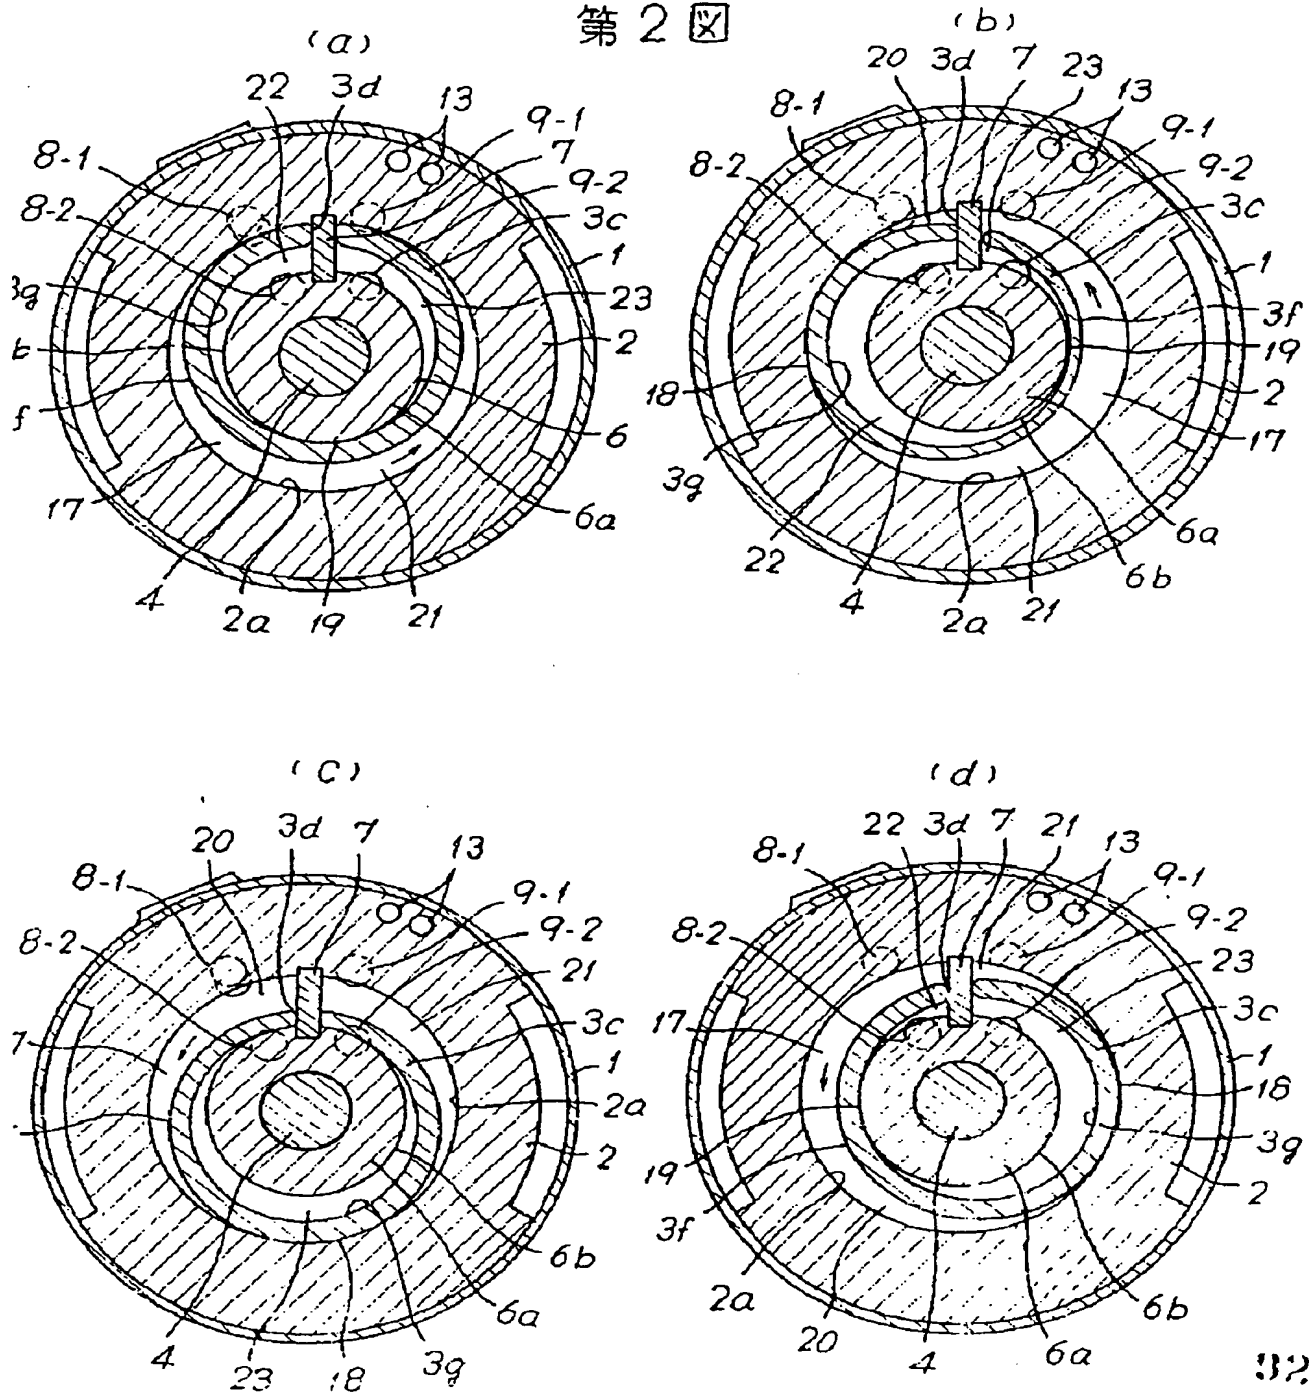 第2図
(a)
22 3d 13
8-1 9-1
7
8-2 9-2
3c
1
3g 23
b 2
f 6
17 6a
4 2a 19 21
(b)
20 3d 7 23
8-1 13
9-1
8-2 9-2
3c
1
3f
19
18 2
3g 17
22 6a
4 2a 21 6b
(c)
20 3d 7 13
8-1 9-1
8-2 9-2
21
7 3c
1
2a
2
6b
6a
4 23 18 3g
(d)
22 3d 7 21 13
8-1 9-1
8-2 9-2
23
17 3c
1
18
19 3g
3f 2
2a 6b
20 4 6a